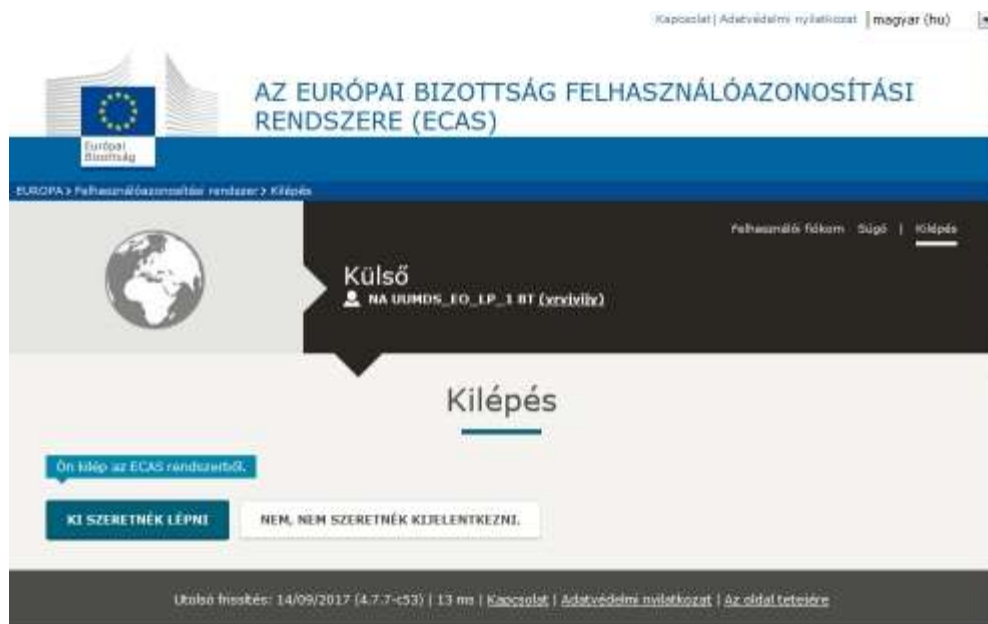 Kapcsolat | Adatvédelmi nyilatkozat magyar (hu)
AZ EURÓPAI BIZOTTSÁG FELHASZNÁLÓAZONOSÍTÁSI
RENDSZERE (ECAS)
Európai
Bizottság
EUROPA > Felhasználóazonosítási rendszer > Kilépés
Felhasználói fiókom Súgó | Kilépés
Külső
NA UUMDS_EO_LP_1 BT
Kilépés
Ön kilép az ECAS rendszerből.
KI SZERETNÉK LÉPNI NEM, NEM SZERETNÉK KIJELENTKEZNI.
Utolsó frissítés: 14/09/2017 (4.7.7-c53) | 13 ms | Kapcsolat | Adatvédelmi nyilatkozat | Az oldal tetejére